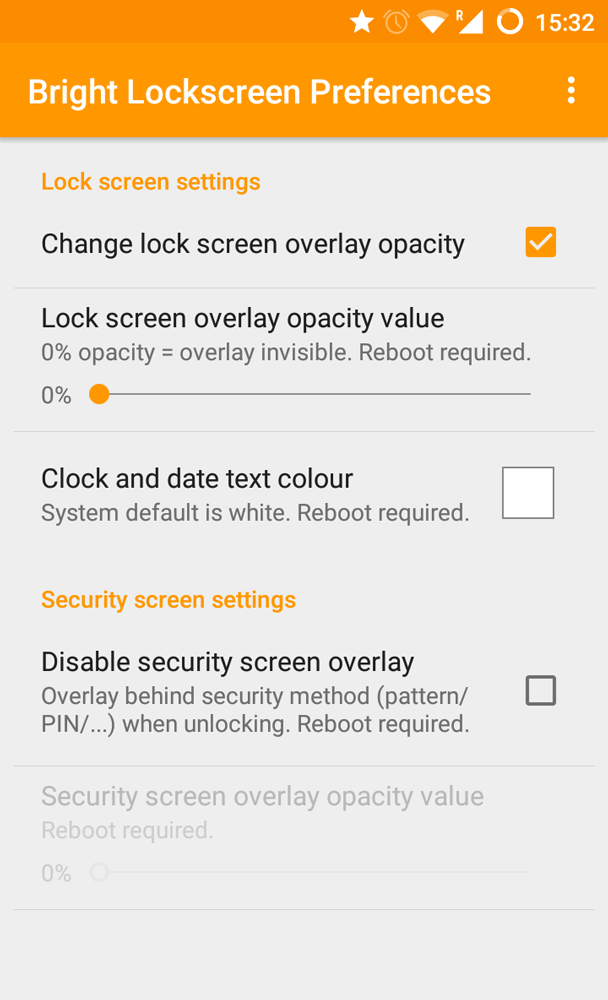 R
15:32
Bright Lockscreen Preferences
Lock screen settings
Change lock screen overlay opacity
Lock screen overlay opacity value
0% opacity = overlay invisible. Reboot required.
0%
Clock and date text colour
System default is white. Reboot required.
Security screen settings
Disable security screen overlay
Overlay behind security method (pattern/
PIN/...) when unlocking. Reboot required.
Security screen overlay opacity value
Reboot required.
0%